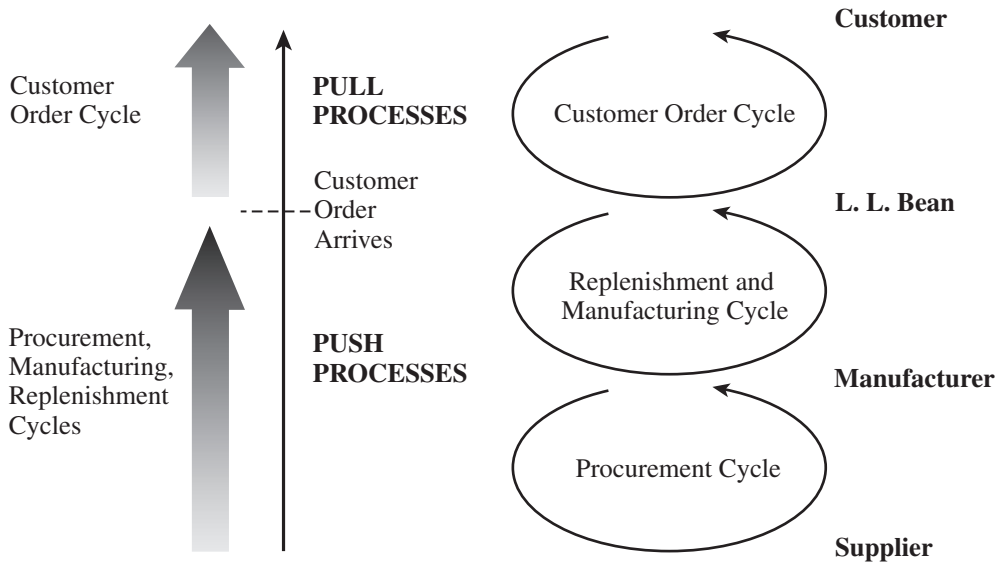 Customer
Order Cycle
PULL
PROCESSES
Customer
Order
Arrives
Procurement,
Manufacturing,
Replenishment
Cycles
PUSH
PROCESSES
Customer
Customer Order Cycle
L. L. Bean
Replenishment and
Manufacturing Cycle
Manufacturer
Procurement Cycle
Supplier